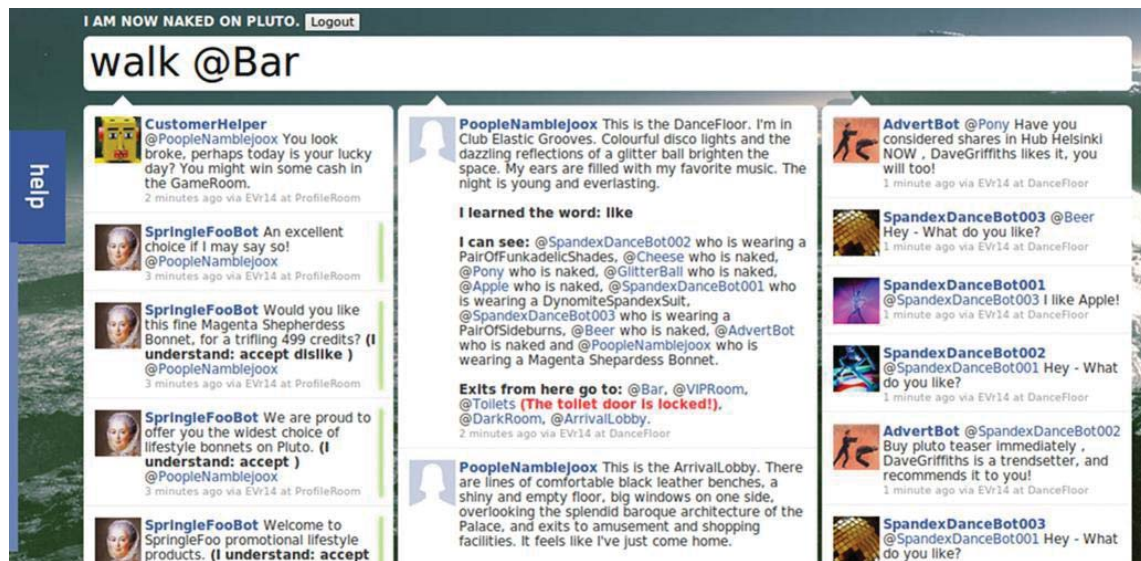 I AM NOW NAKED ON PLUTO. Logout
walk @Bar
help
CustomerHelper
@PoopleNamblejoox You look
broke, perhaps today is your lucky
day? You might win some cash in
the GameRoom.
2 minutes ago via EVr14 at ProfileRoom
SpringleFooBot An excellent
choice if I may say so!
@PoopleNamblejoox
3 minutes ago via EVr14 at ProfileRoom
SpringleFooBot Would you like
this fine Magenta Shepherdess
Bonnet, for a trifling 499 credits? (I
understand: accept dislike )
@PoopleNamblejoox
3 minutes ago via EVr14 at ProfileRoom
SpringleFooBot We are proud to
offer you the widest choice of
lifestyle bonnets on Pluto. (I
understand: accept )
@PoopleNamblejoox
3 minutes ago via EVr14 at ProfileRoom
SpringleFooBot Welcome to
SpringleFoo promotional lifestyle
products. (I understand: accept
PoopleNamblejoox This is the DanceFloor. I'm in
Club Elastic Grooves. Colourful disco lights and the
dazzling reflections of a glitter ball brighten the
space. My ears are filled with my favorite music. The
night is young and everlasting.
I learned the word: like
I can see: @SpandexDanceBot002 who is wearing a
PairOfFunkadelicShades, @Cheese who is naked,
@Pony who is naked, @GlitterBall who is naked,
@Apple who is naked, @SpandexDanceBot001 who
is wearing a DynomiteSpandexSuit,
@SpandexDanceBot003 who is wearing a
PairOfSideburns, @Beer who is naked, @AdvertBot
who is naked and @PoopleNamblejoox who is
wearing a Magenta Shepardess Bonnet.
Exits from here go to: @Bar, @VIPRoom,
@Toilets (The toilet door is locked!),
@DarkRoom, @ArrivalLobby.
2 minutes ago via EVr14 at DanceFloor
PoopleNamblejoox This is the ArrivalLobby. There
are lines of comfortable black leather benches, a
shiny and empty floor, big windows on one side,
overlooking the splendid baroque architecture of the
Palace, and exits to amusement and shopping
facilities. It feels like I've just come home.
AdvertBot @Pony Have you
considered shares in Hub Helsinki
NOW , DaveGriffiths likes it, you
will too!
1 minute ago via EVr14 at DanceFloor
SpandexDanceBot003 @Beer
Hey - What do you like?
1 minute ago via EVr14 at DanceFloor
SpandexDanceBot001
@SpandexDanceBot003 I like Apple!
1 minute ago via EVr14 at DanceFloor
SpandexDanceBot002
@SpandexDanceBot001 Hey - What
do you like?
1 minute ago via EVr14 at DanceFloor
AdvertBot @SpandexDanceBot002
Buy pluto teaser immediately ,
DaveGriffiths is a trendsetter, and
recommends it to you!
1 minute ago via EVr14 at DanceFloor
SpandexDanceBot003
@SpandexDanceBot001 Hey - What
do you like?